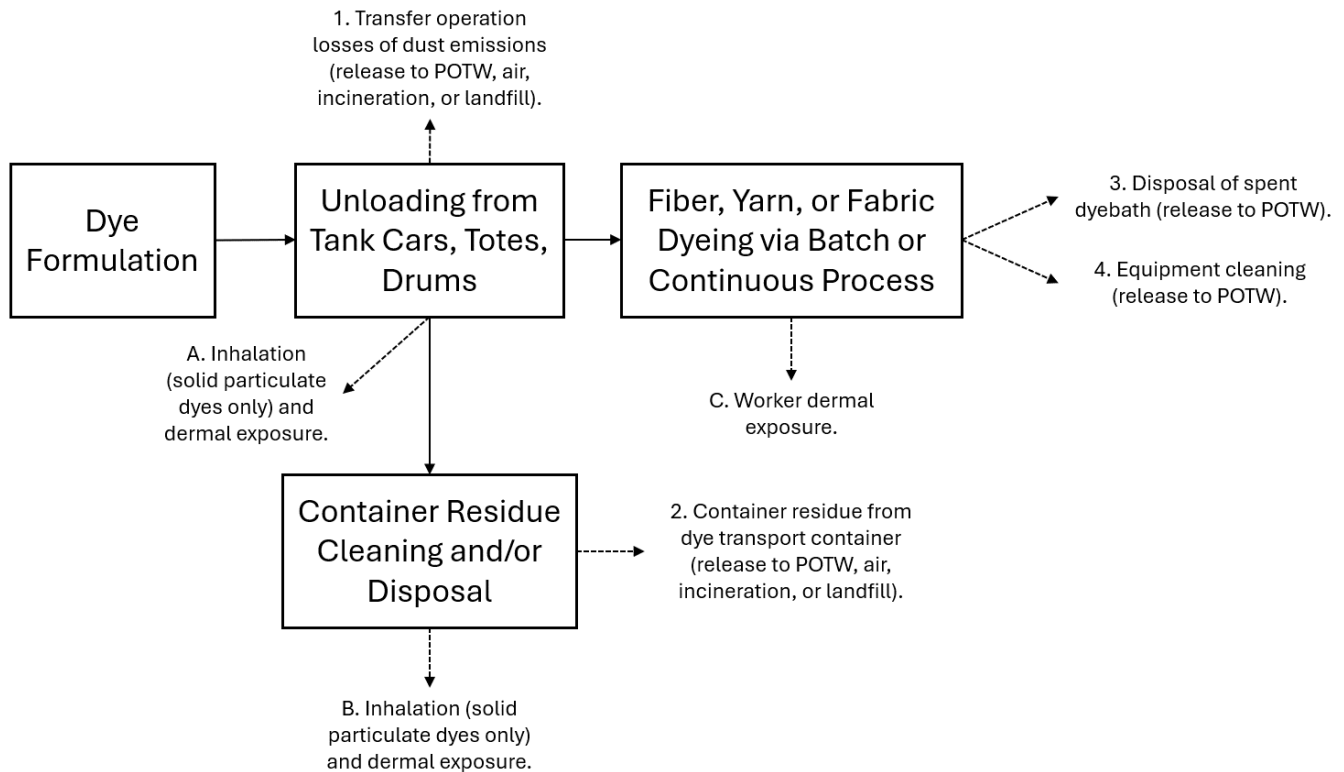 1. Transfer operation
losses of dust emissions
(release to POTW, air,
incineration, or landfill).
Dye
Formulation
Unloading from
Tank Cars, Totes,
Drums
Fiber, Yarn, or Fabric
Dyeing via Batch or
Continuous Process
3. Disposal of spent
dyebath (release to POTW).
4. Equipment cleaning
(release to POTW).
A. Inhalation
(solid particulate
dyes only) and
dermal exposure.
C. Worker dermal
exposure.
Container Residue
Cleaning and/or
Disposal
2. Container residue from
dye transport container
(release to POTW, air,
incineration, or landfill).
B. Inhalation (solid
particulate dyes only)
and dermal exposure.